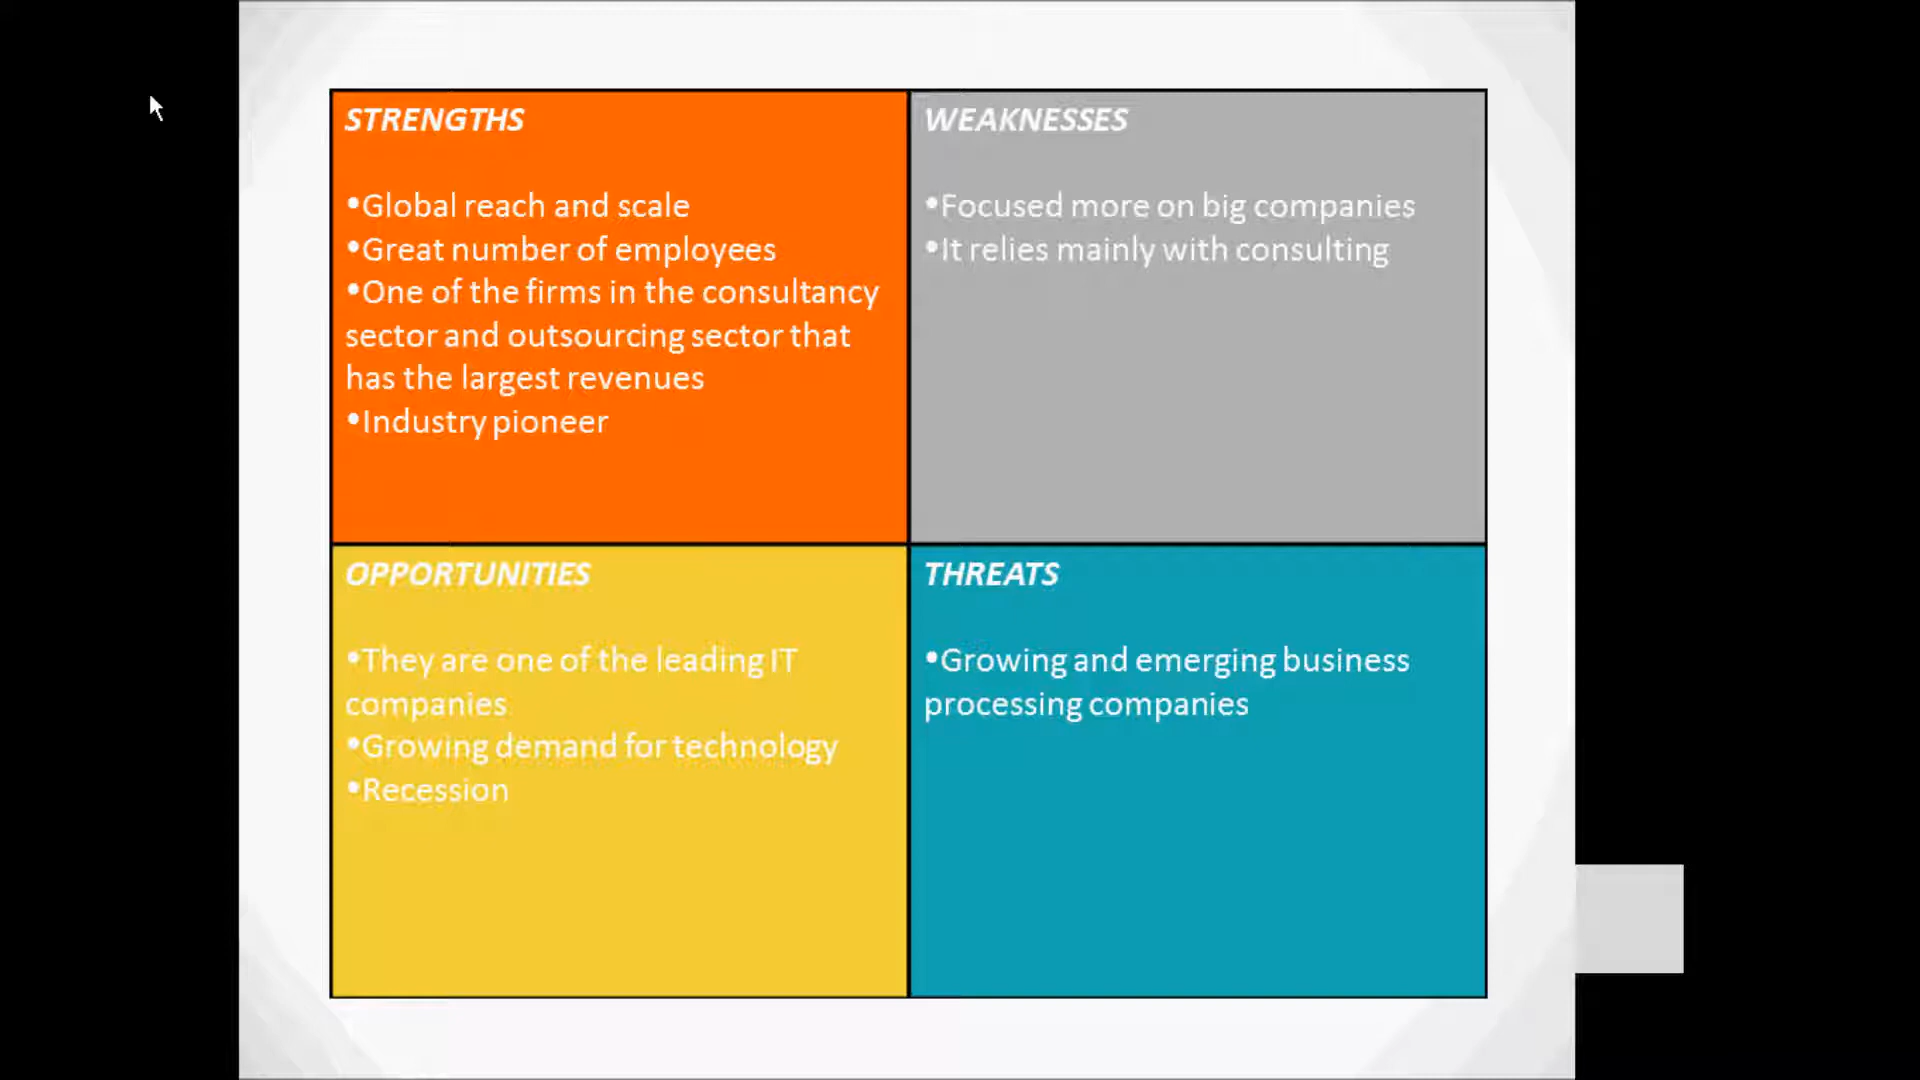 STRENGTHS
•Global reach and scale
•Great number of employees
•One of the firms in the consultancy
sector and outsourcing sector that
has the largest revenues
•Industry pioneer
WEAKNESSES
•Focused more on big companies
•It relies mainly with consulting
OPPORTUNITIES
•They are one of the leading IT
companies
•Growing demand for technology
•Recession
THREATS
•Growing and emerging business
processing companies